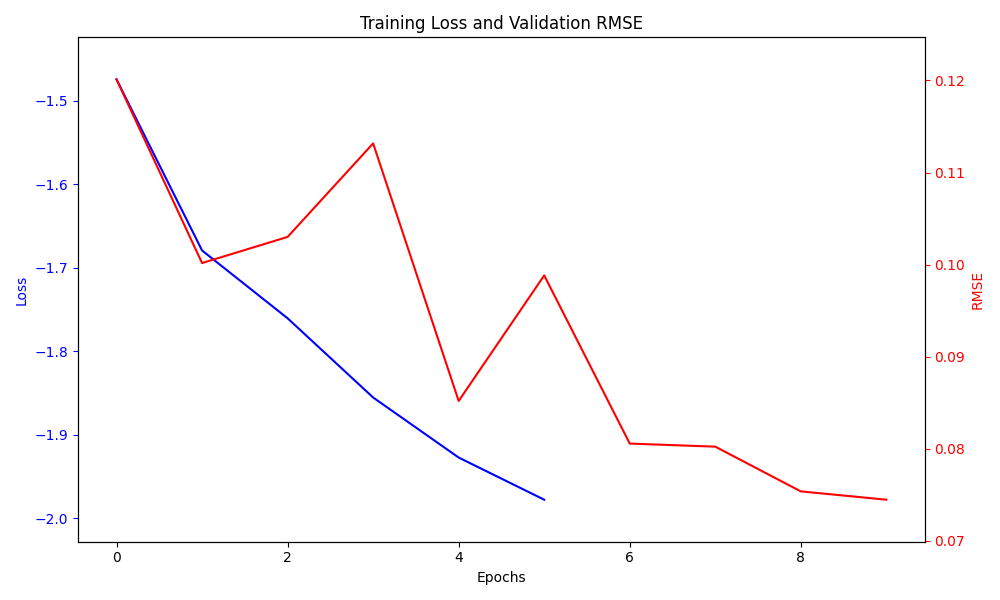 Training Loss and Validation RMSE
−1.5
−1.6
−1.7
−1.8
−1.9
−2.0
Loss
0.12
0.11
0.10
0.09
0.08
0.07
RMSE
0 2 4 6 8
Epochs